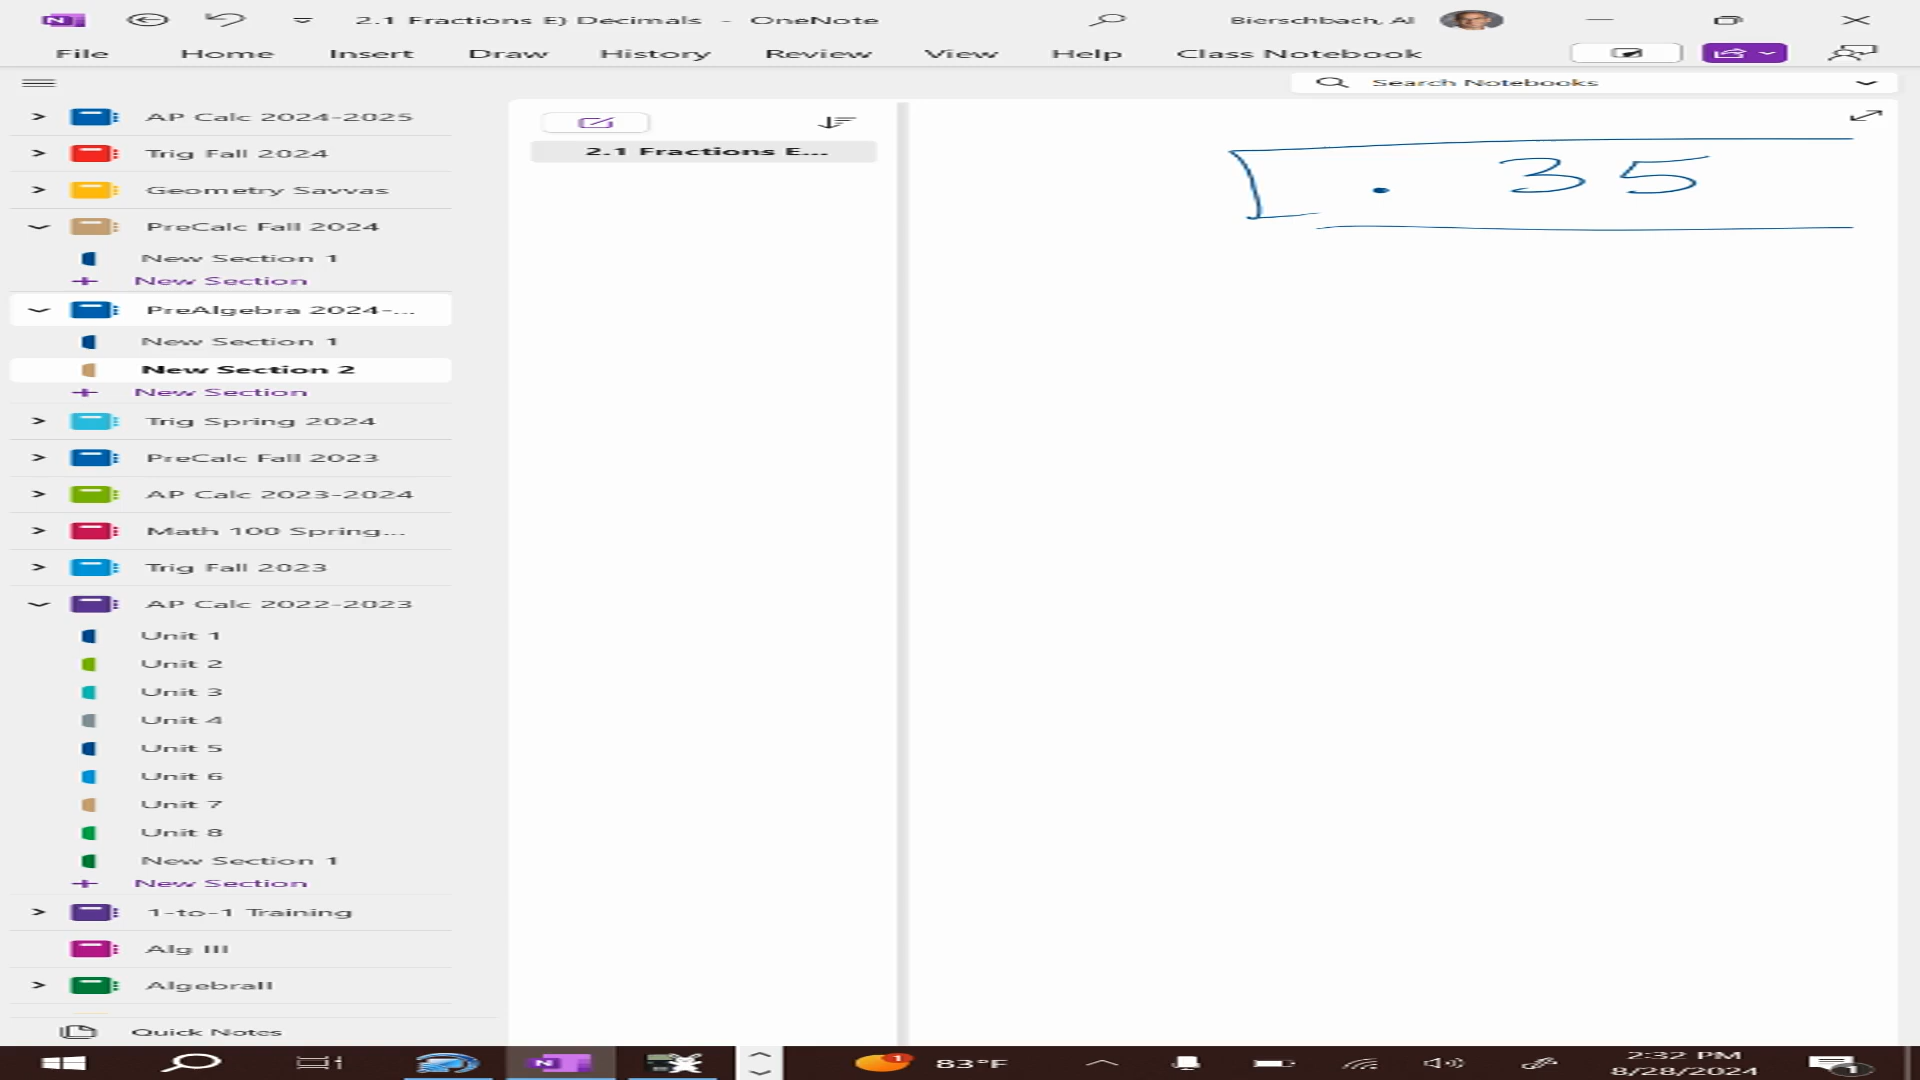 2.1 Fractions E} Decimals - OneNote
Bierschbach, Al
File Home Insert Draw History Review View Help Class Notebook
Search Notebooks
AP Calc 2024-2025
Trig Fall 2024
Geometry Savvas
PreCalc Fall 2024
New Section 1
+ New Section
PreAlgebra 2024-...
New Section 1
New Section 2
+ New Section
Trig Spring 2024
PreCalc Fall 2023
AP Calc 2023-2024
Math 100 Spring...
Trig Fall 2023
AP Calc 2022-2023
Unit 1
Unit 2
Unit 3
Unit 4
Unit 5
Unit 6
Unit 7
Unit 8
New Section 1
+ New Section
1-to-1 Training
Alg III
AlgebraII
Quick Notes
2.1 Fractions E...
. 35
1
83°F
2:32 PM
8/28/2024
1